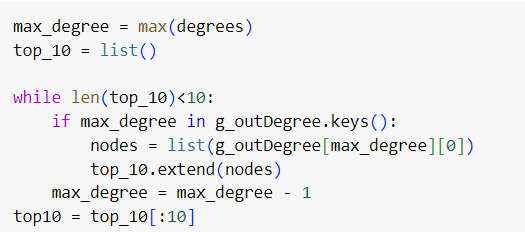 max_degree = max(degrees)
top_10 = list()
while len(top_10)<10:
    if max_degree in g_outDegree.keys():
        nodes = list(g_outDegree[max_degree][0])
        top_10.extend(nodes)
    max_degree = max_degree - 1
top10 = top_10[:10]